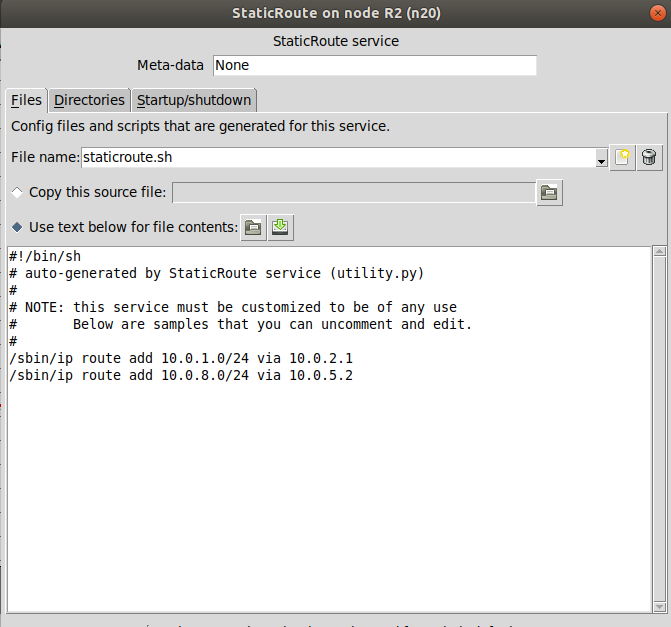 StaticRoute on node R2 (n20)
StaticRoute service
Meta-data None
Files Directories Startup/shutdown
Config files and scripts that are generated for this service.
File name: staticroute.sh
Copy this source file:
Use text below for file contents:
#!/bin/sh
# auto-generated by StaticRoute service (utility.py)
#
# NOTE: this service must be customized to be of any use
#       Below are samples that you can uncomment and edit.
#
/sbin/ip route add 10.0.1.0/24 via 10.0.2.1
/sbin/ip route add 10.0.8.0/24 via 10.0.5.2